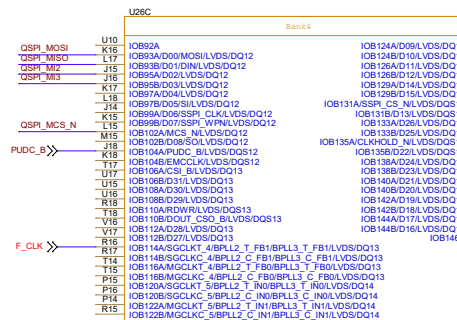 U26C
Bank4
U10 IOB92A IOB124A/D09/LVDS/DQ
QSPI_MOSI K16 IOB93A/D00/MOSI/LVDS/DQ12 IOB124B/D10/LVDS/DQ
QSPI_MISO L17 IOB93B/D01/DIN/LVDS/DQ12 IOB126A/D11/LVDS/DQ
QSPI_MI2 J15 IOB95A/D02/LVDS/DQ12 IOB126B/D12/LVDS/DQ
QSPI_MI3 J16 IOB95B/D03/LVDS/DQ12 IOB129A/D14/LVDS/DQ
K17 IOB97A/D04/LVDS/DQ12 IOB129B/D15/LVDS/DQ
L18 IOB97B/D05/SI/LVDS/DQ12 IOB131A/SSPI_CS_N/LVDS/DQS
J14 IOB99A/D06/SSPI_CLK/LVDS/DQ12 IOB131B/D13/LVDS/DQ
K15 IOB99B/D07/SSPI_WPN/LVDS/DQ12 IOB133A/D26/LVDS/DQ
QSPI_MCS_N L15 IOB102A/MCS_N/LVDS/DQ12 IOB133B/D25/LVDS/DQ
M15 IOB102B/D08/SO/LVDS/DQ12 IOB135A/CLKHOLD_N/LVDS/DQ
PUDC_B J18 IOB104A/PUDC_B/LVDS/DQS12 IOB135B/D22/LVDS/DQS
K18 IOB104B/EMCCLK/LVDS/DQS12 IOB138A/D24/LVDS/DQ
T17 IOB106A/CSI_B/LVDS/DQ13 IOB138B/D23/LVDS/DQ
U17 IOB106B/D31/LVDS/DQ13 IOB140A/D21/LVDS/DQ
U15 IOB108A/D30/LVDS/DQ13 IOB140B/D20/LVDS/DQ
U16 IOB108B/D29/LVDS/DQ13 IOB142A/D19/LVDS/DQ
R18 IOB110A/RDWR/LVDS/DQS13 IOB142B/D18/LVDS/DQ
T18 IOB110B/DOUT_CSO_B/LVDS/DQS13 IOB144A/D17/LVDS/DQ
V16 IOB112A/D28/LVDS/DQ13 IOB144B/D16/LVDS/DQ
V17 IOB112B/D27/LVDS/DQ13 IOB146
F_CLK R16 IOB114A/SGCLKT_4/BPLL2_T_FB1/BPLL3_T_FB1/LVDS/DQ13
R17 IOB114B/SGCLKC_4/BPLL2_C_FB1/BPLL3_C_FB1/LVDS/DQ13
T14 IOB116A/MGCLKT_4/BPLL2_T_FB0/BPLL3_T_FB0/LVDS/DQ13
T15 IOB116B/MGCLKC_4/BPLL2_C_FB0/BPLL3_C_FB0/LVDS/DQ13
P15 IOB120A/SGCLKT_5/BPLL2_T_IN0/BPLL3_T_IN0/LVDS/DQ14
P16 IOB120B/SGCLKC_5/BPLL2_C_IN0/BPLL3_C_IN0/LVDS/DQ14
P14 IOB122A/MGCLKT_5/BPLL2_T_IN1/BPLL3_T_IN1/LVDS/DQ14
R15 IOB122B/MGCLKC_5/BPLL2_C_IN1/BPLL3_C_IN1/LVDS/DQ14